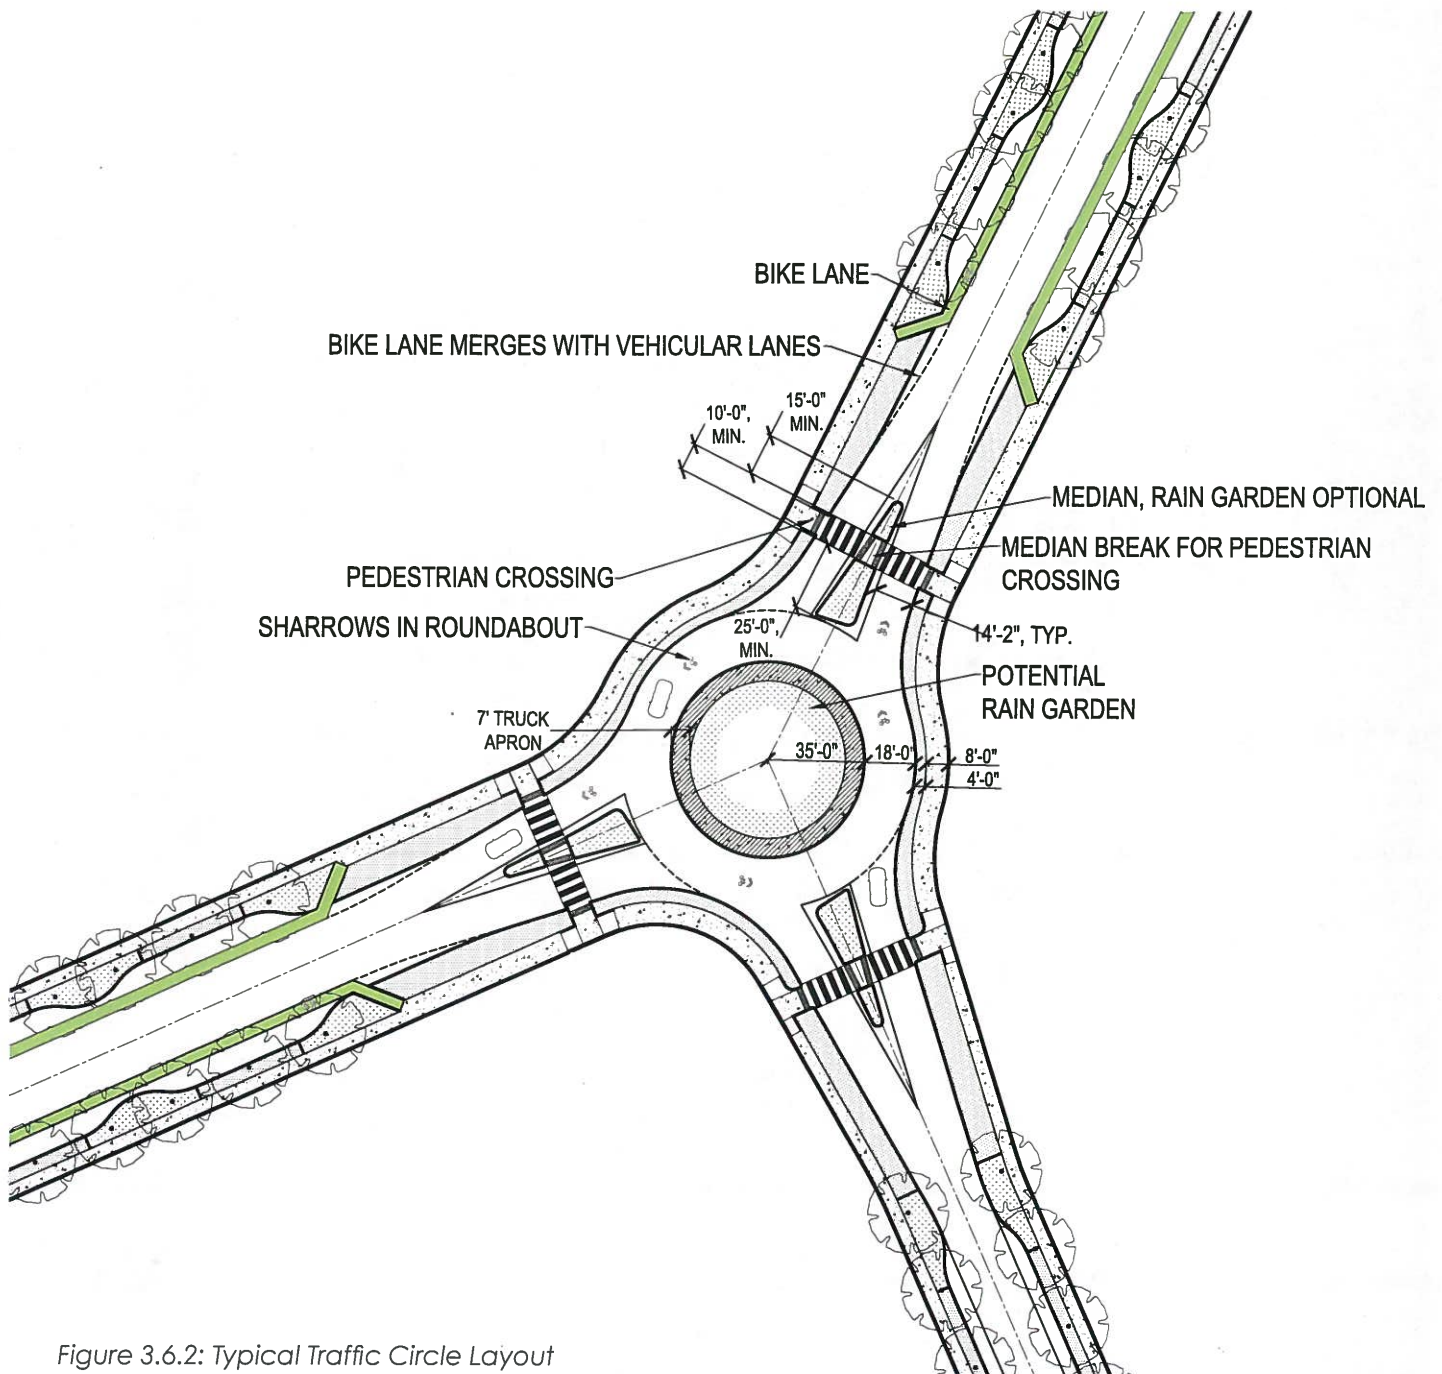 BIKE LANE
BIKE LANE MERGES WITH VEHICULAR LANES
10'-0",
MIN.
15'-0"
MIN.
MEDIAN, RAIN GARDEN OPTIONAL
MEDIAN BREAK FOR PEDESTRIAN
CROSSING
PEDESTRIAN CROSSING
SHARROWS IN ROUNDABOUT
25'-0",
MIN.
14'-2", TYP.
POTENTIAL
RAIN GARDEN
7' TRUCK
APRON
35'-0"
18'-0"
8'-0"
4'-0"
Figure 3.6.2: Typical Traffic Circle Layout